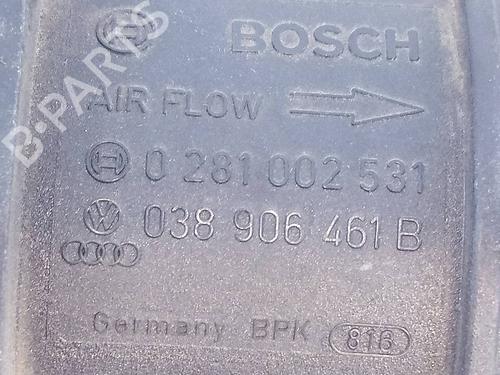 BOSCH
AIR FLOW
0 281 002 531
038 906 461 B
Germany BPK 816
B-PARTS